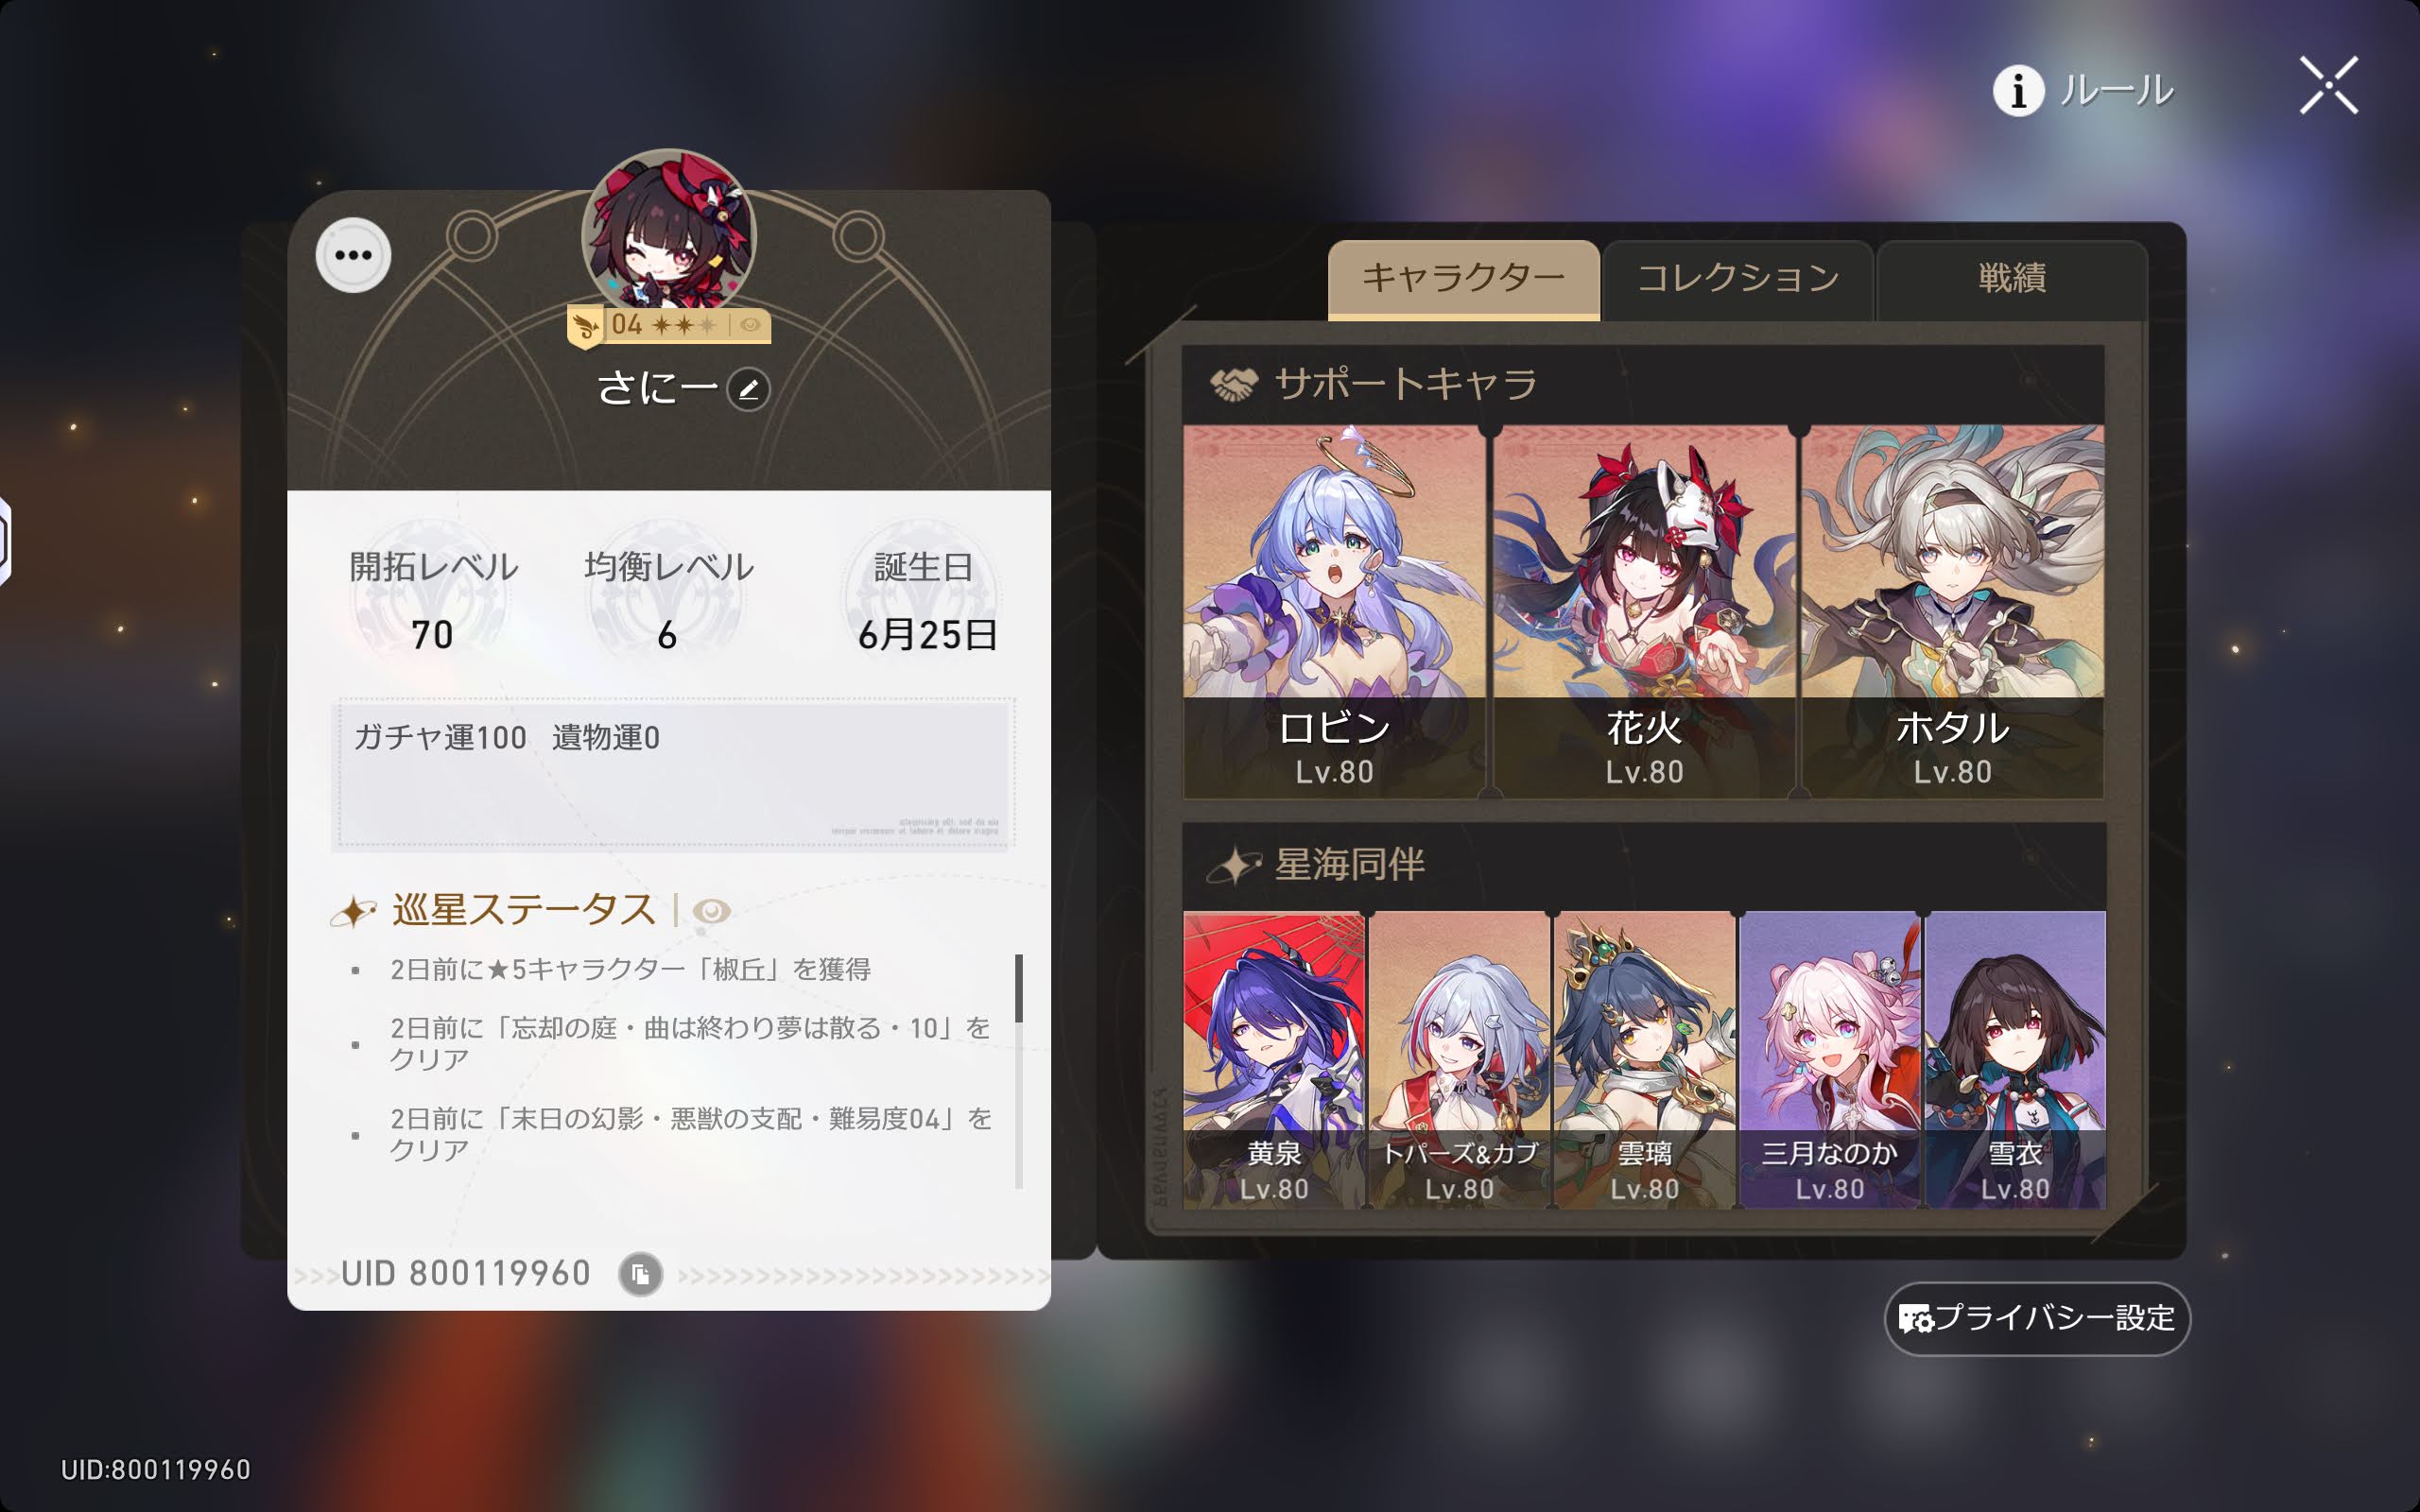 ルール
04
さにー
開拓レベル
均衡レベル
誕生日
70
6
6月25日
ガチャ運100 遺物運0
巡星ステータス
2日前に★5キャラクター「椒丘」を獲得
2日前に「忘却の庭・曲は終わり夢は散る・10」を
クリア
2日前に「末日の幻影・悪獣の支配・難易度04」を
クリア
UID 800119960
キャラクター
コレクション
戦績
サポートキャラ
ロビン
Lv.80
花火
Lv.80
ホタル
Lv.80
星海同伴
黄泉
Lv.80
トパーズ&カブ
Lv.80
雲璃
Lv.80
三月なのか
Lv.80
雪衣
Lv.80
プライバシー設定
UID:800119960